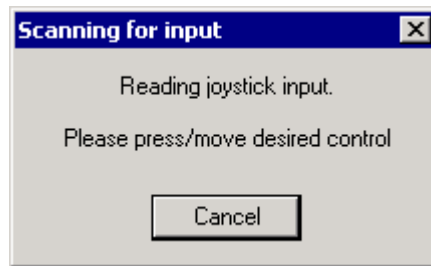 Scanning for input
Reading joystick input.
Please press/move desired control
Cancel